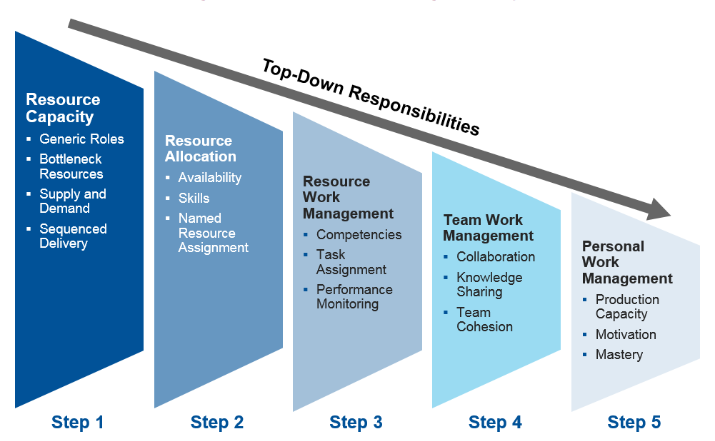 Top-Down Responsibilities
Resource
Capacity
▪ Generic Roles
▪ Bottleneck
Resources
▪ Supply and
Demand
▪ Sequenced
Delivery
Resource
Allocation
▪ Availability
▪ Skills
▪ Named
Resource
Assignment
Resource
Work
Management
▪ Competencies
▪ Task
Assignment
▪ Performance
Monitoring
Team Work
Management
▪ Collaboration
▪ Knowledge
Sharing
▪ Team
Cohesion
Personal
Work
Management
▪ Production
Capacity
▪ Motivation
▪ Mastery
Step 1
Step 2
Step 3
Step 4
Step 5